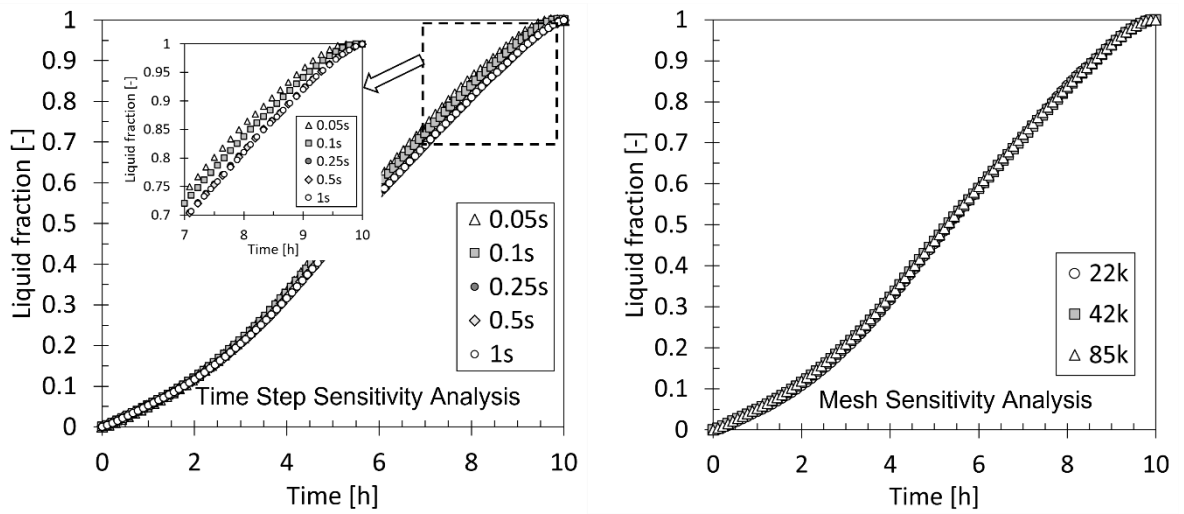 Liquid fraction [-]
1
0.9
0.8
0.7
0.6
0.5
0.4
0.3
0.2
0.1
0
0
2
4
6
8
10
Time [h]
Time Step Sensitivity Analysis
0.05s
0.1s
0.25s
0.5s
1s
Liquid fraction [-]
1
0.95
0.9
0.85
0.8
0.75
0.7
7
8
9
10
Time [h]
0.05s
0.1s
0.25s
0.5s
1s
Liquid fraction [-]
1
0.9
0.8
0.7
0.6
0.5
0.4
0.3
0.2
0.1
0
0
2
4
6
8
10
Time [h]
Mesh Sensitivity Analysis
22k
42k
85k